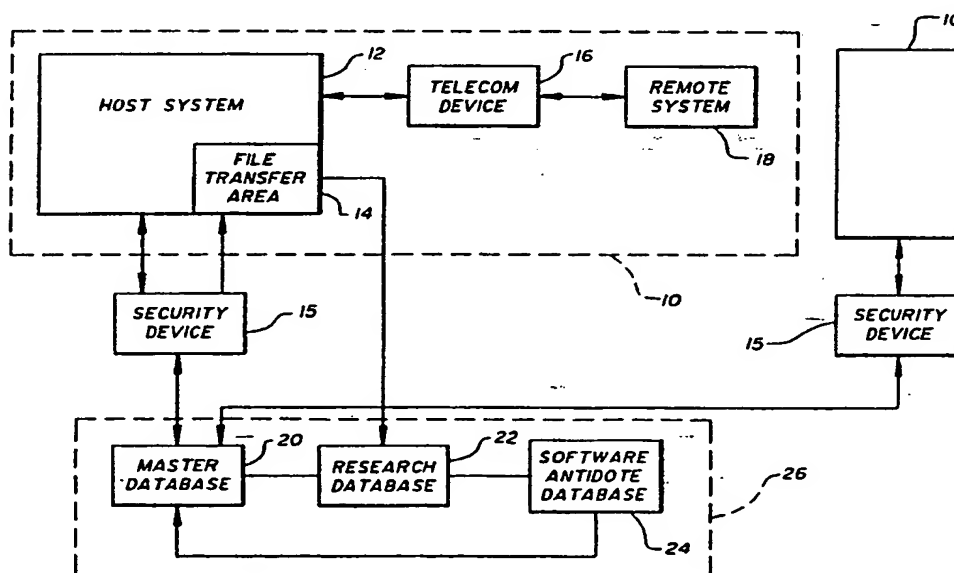 12
16
10
HOST SYSTEM
TELECOM
DEVICE
REMOTE
SYSTEM
18
FILE
TRANSFER
AREA
14
10
SECURITY
DEVICE
15
15
SECURITY
DEVICE
20
22
MASTER
DATABASE
RESEARCH
DATABASE
SOFTWARE
ANTIDOTE
DATABASE
26
24